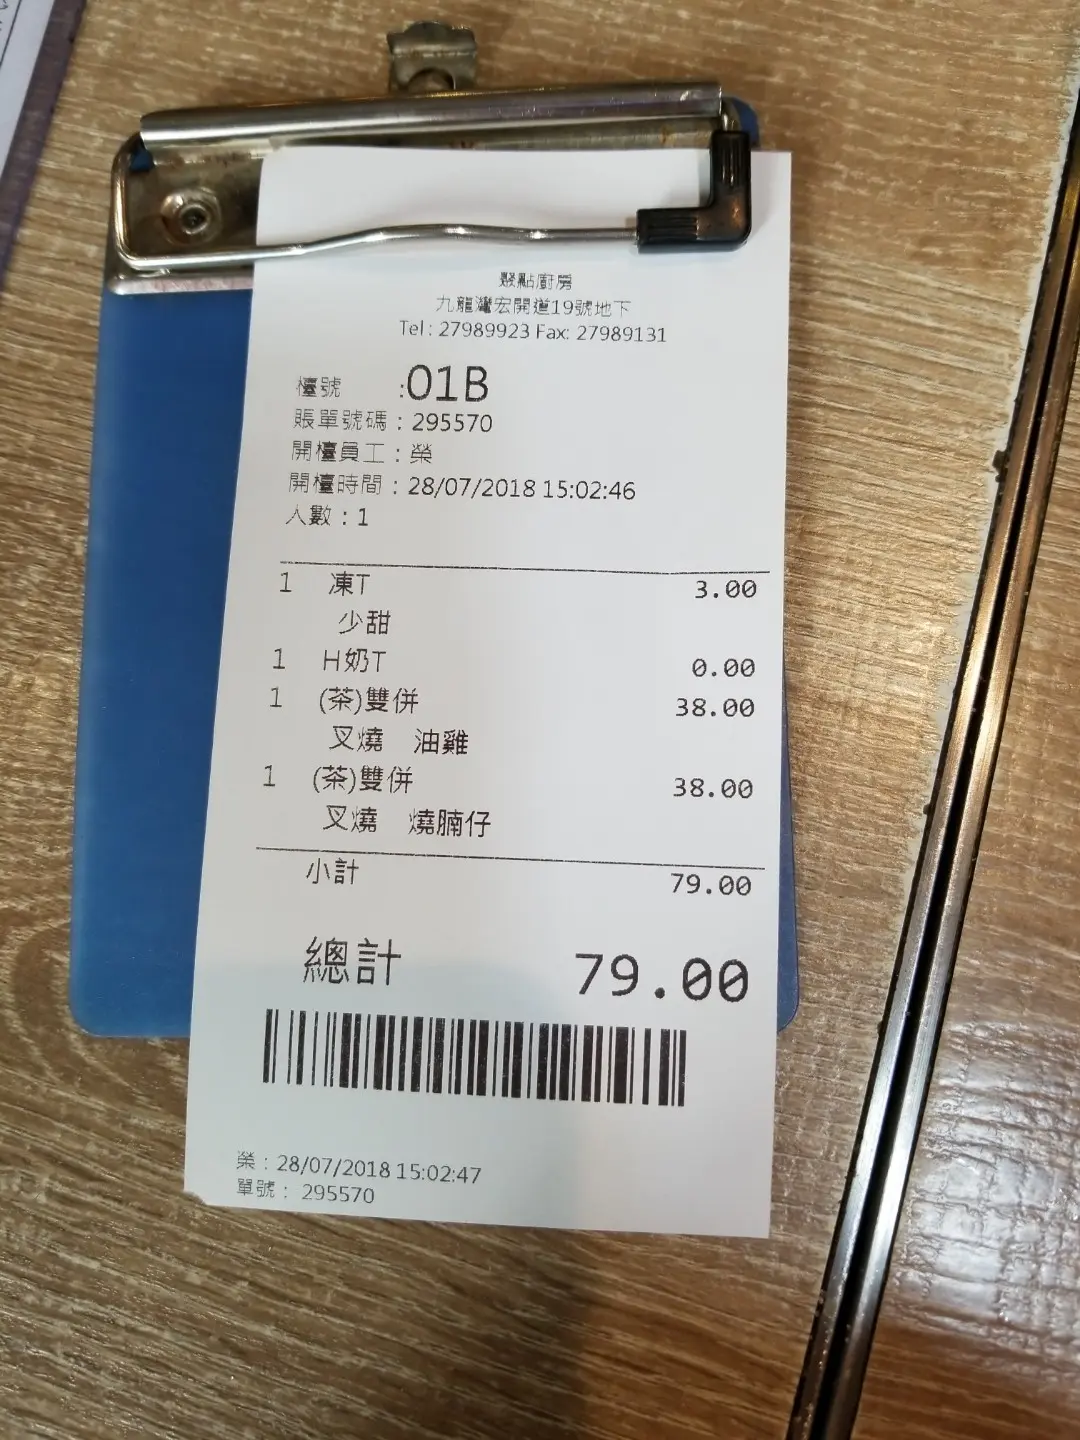 點廚房
九龍灣宏開道19號地下
Tel : 27989923 Fax: 27989131
檯號 :01B
賬單號碼 : 295570
開檯員工 : 榮
開檯時間 : 28/07/2018 15:02:46
人數 : 1
1 凍T 3.00
少甜
1 H奶T 0.00
1 (茶)雙併 38.00
叉燒 油雞
1 (茶)雙併 38.00
叉燒 燒腩仔
小計 79.00
總計 79.00
榮 : 28/07/2018 15:02:47
單號 : 295570